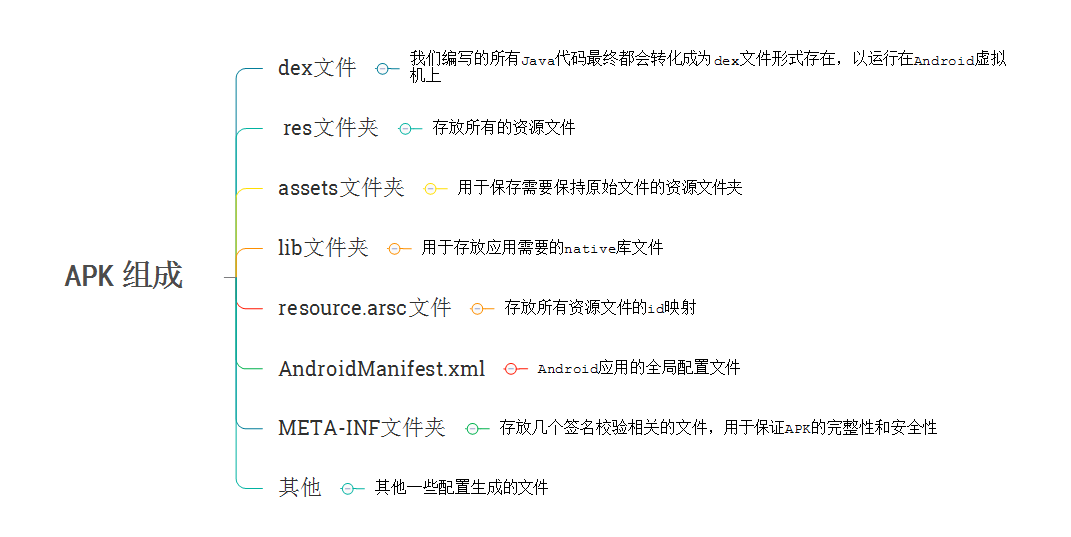 APK 组成
dex文件
我们编写的所有Java代码最终都会转化成为dex文件形式存在，以运行在Android虚拟
机上
res文件夹
存放所有的资源文件
assets文件夹
用于保存需要保持原始文件的资源文件夹
lib文件夹
用于存放应用需要的native库文件
resource.arsc文件
存放所有资源文件的id映射
AndroidManifest.xml
Android应用的全局配置文件
META-INF文件夹
存放几个签名校验相关的文件，用于保证APK的完整性和安全性
其他
其他一些配置生成的文件